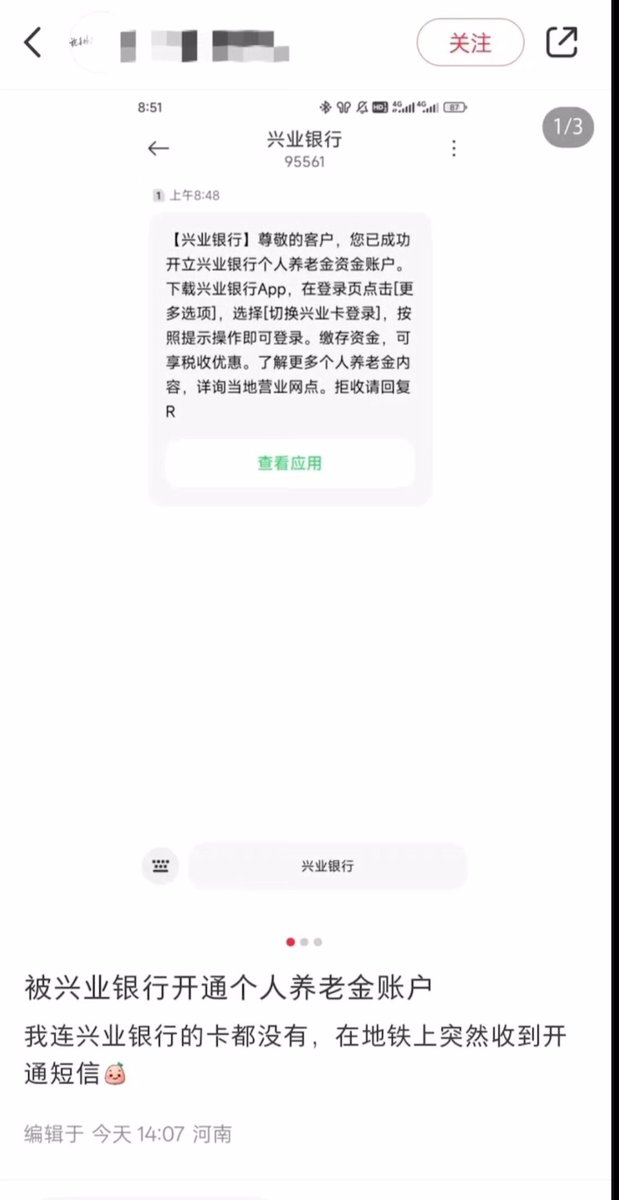 关注
1/3
8:51
HD 4G 4G 87
兴业银行
95561
1 上午8:48
【兴业银行】尊敬的客户，您已成功
开立兴业银行个人养老金资金账户。
下载兴业银行App，在登录页点击[更
多选项]，选择[切换兴业卡登录]，按
照提示操作即可登录。缴存资金，可
享税收优惠。了解更多个人养老金内
容，详询当地营业网点。拒收请回复
R
查看应用
兴业银行
被兴业银行开通个人养老金账户
我连兴业银行的卡都没有，在地铁上突然收到开
通短信
编辑于 今天 14:07 河南